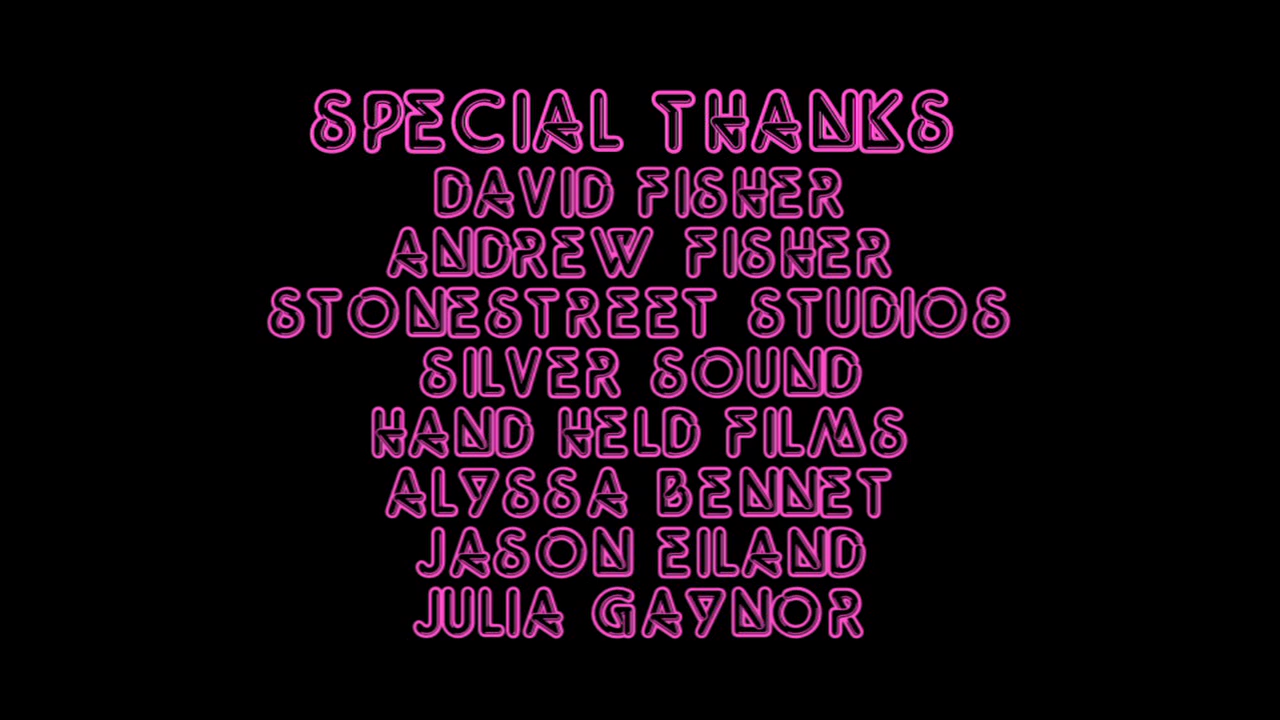 SPECIAL THANKS
DAVID FISHER
ANDREW FISHER
STONESTREET STUDIOS
SILVER SOUND
HAND HELD FILMS
ALYSSA BENNET
JASON EILAND
JULIA GAYNOR